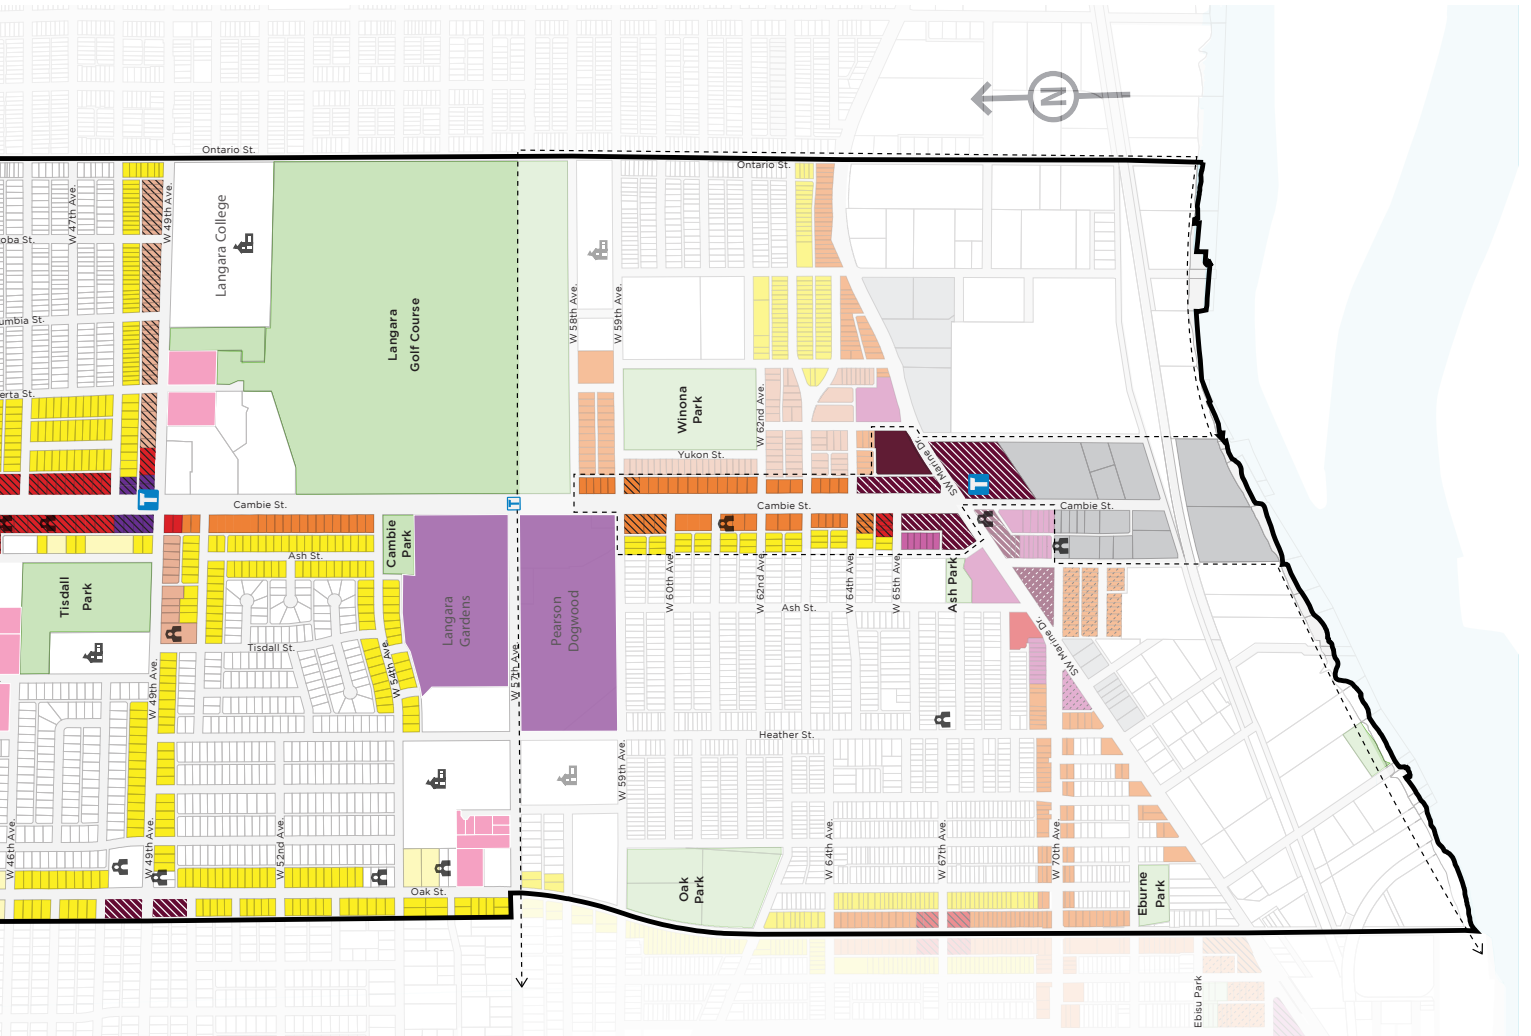 N
Ontario St.
Ontario St.
W 47th Ave.
W 49th Ave.
Langara College
oba St.
umbia St.
erta St.
Langara
Golf Course
W 58th Ave.
W 59th Ave.
Winona
Park
W 62nd Ave.
Yukon St.
SW Marine Dr.
T
T
T
Cambie St.
Cambie St.
Cambie St.
Cambie
Park
Ash St.
Tisdall
Park
Langara
Gardens
Pearson
Dogwood
W 60th Ave.
W 62nd Ave.
W 64th Ave.
W 65th Ave.
Ash Park
Ash St.
SW Marine Dr.
Tisdall St.
W 49th Ave.
W 54th Ave.
W 57th Ave.
Heather St.
W 59th Ave.
W 46th Ave.
W 49th Ave.
W 52nd Ave.
W 64th Ave.
W 67th Ave.
W 70th Ave.
Oak
Park
Oak St.
Eburne
Park
Ebisu Park